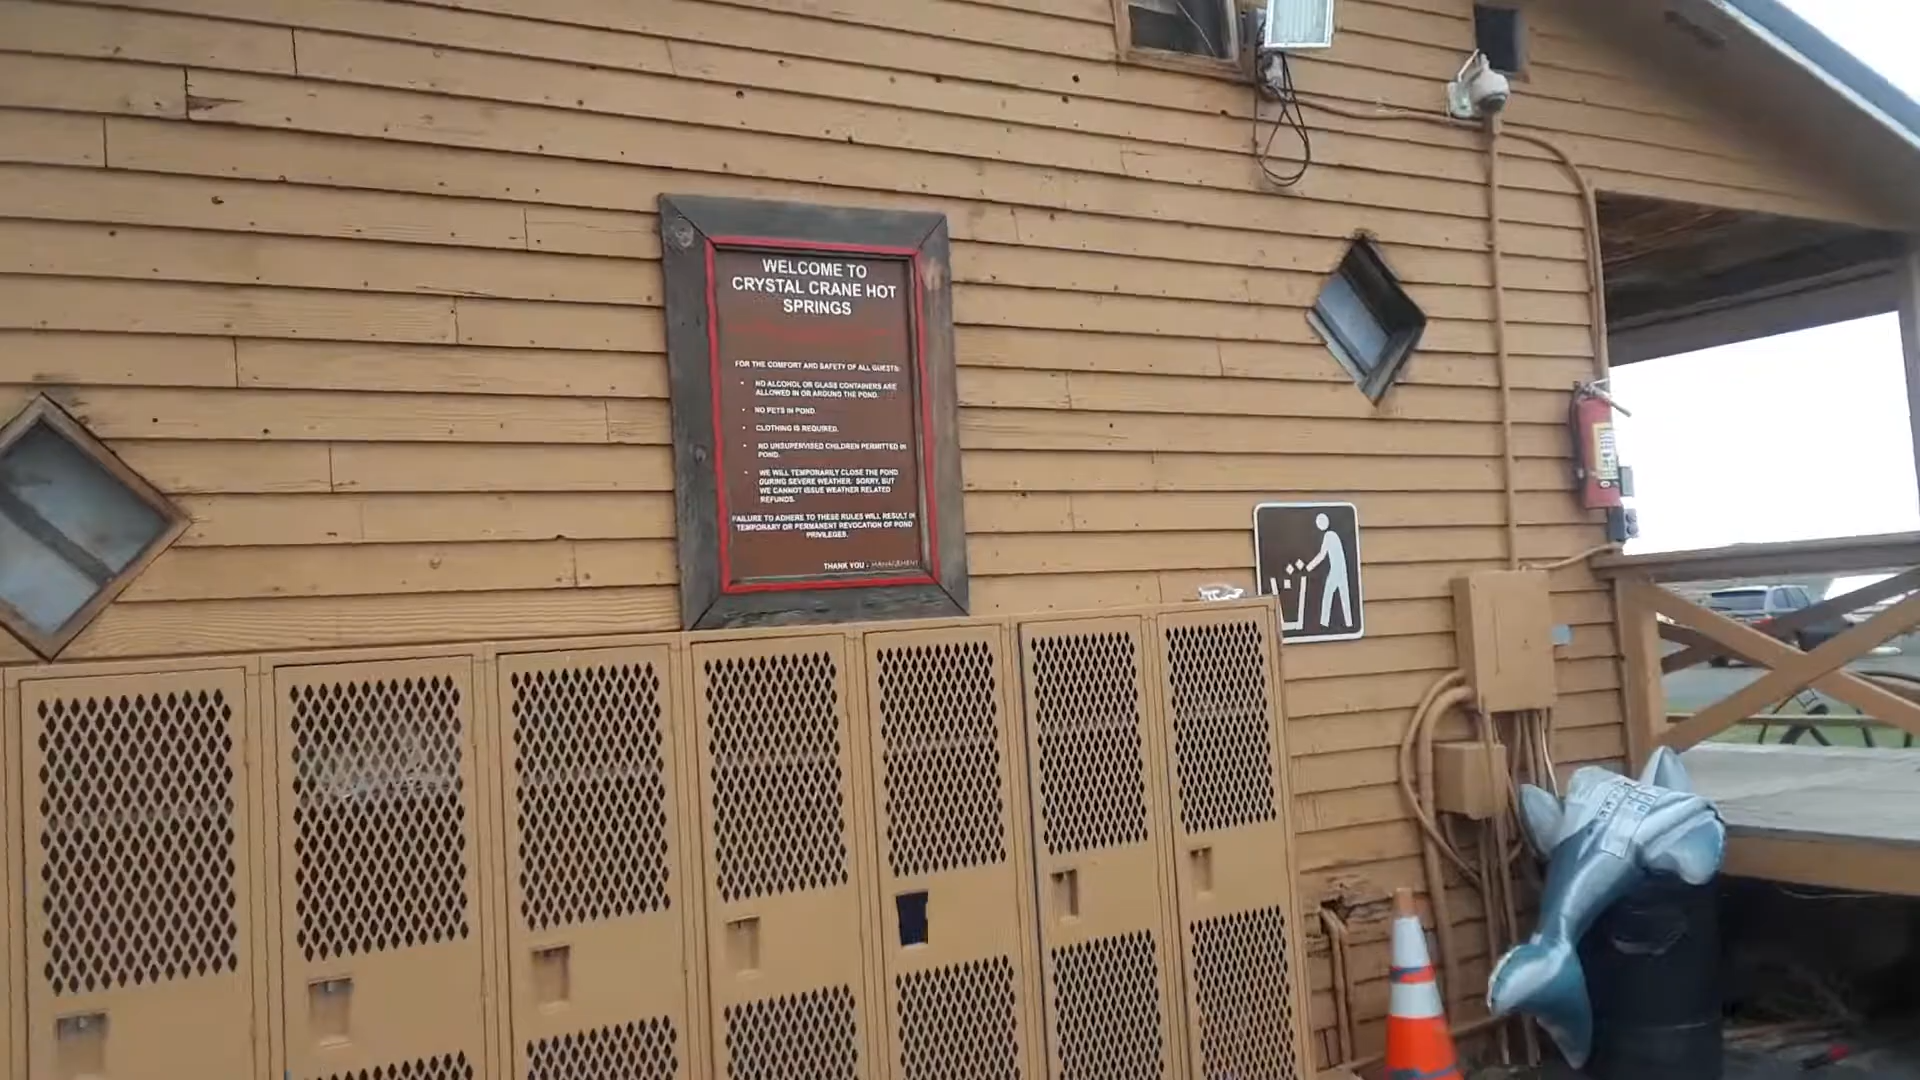 WELCOME TO
CRYSTAL CRANE HOT
SPRINGS
FOR THE COMFORT AND SAFETY OF ALL GUESTS:
• NO ALCOHOL OR GLASS CONTAINERS ARE
ALLOWED IN OR AROUND THE POND.
• NO PETS IN POND.
• CLOTHING IS REQUIRED.
• NO UNSUPERVISED CHILDREN PERMITTED IN
POND.
• WE WILL TEMPORARILY CLOSE THE POND
DURING SEVERE WEATHER. SORRY, BUT
WE CANNOT ISSUE WEATHER RELATED
REFUNDS.
FAILURE TO ADHERE TO THESE RULES WILL RESULT IN
TEMPORARY OR PERMANENT REVOCATION OF POND
PRIVILEGES.
THANK YOU - MANAGEMENT